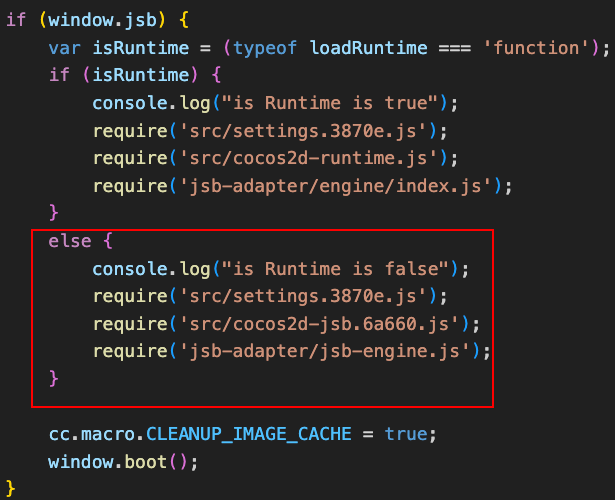 if (window.jsb) {
    var isRuntime = (typeof loadRuntime === 'function');
    if (isRuntime) {
        console.log("is Runtime is true");
        require('src/settings.3870e.js');
        require('src/cocos2d-runtime.js');
        require('jsb-adapter/engine/index.js');
    }
    else {
        console.log("is Runtime is false");
        require('src/settings.3870e.js');
        require('src/cocos2d-jsb.6a660.js');
        require('jsb-adapter/jsb-engine.js');
    }
    cc.macro.CLEANUP_IMAGE_CACHE = true;
    window.boot();
}